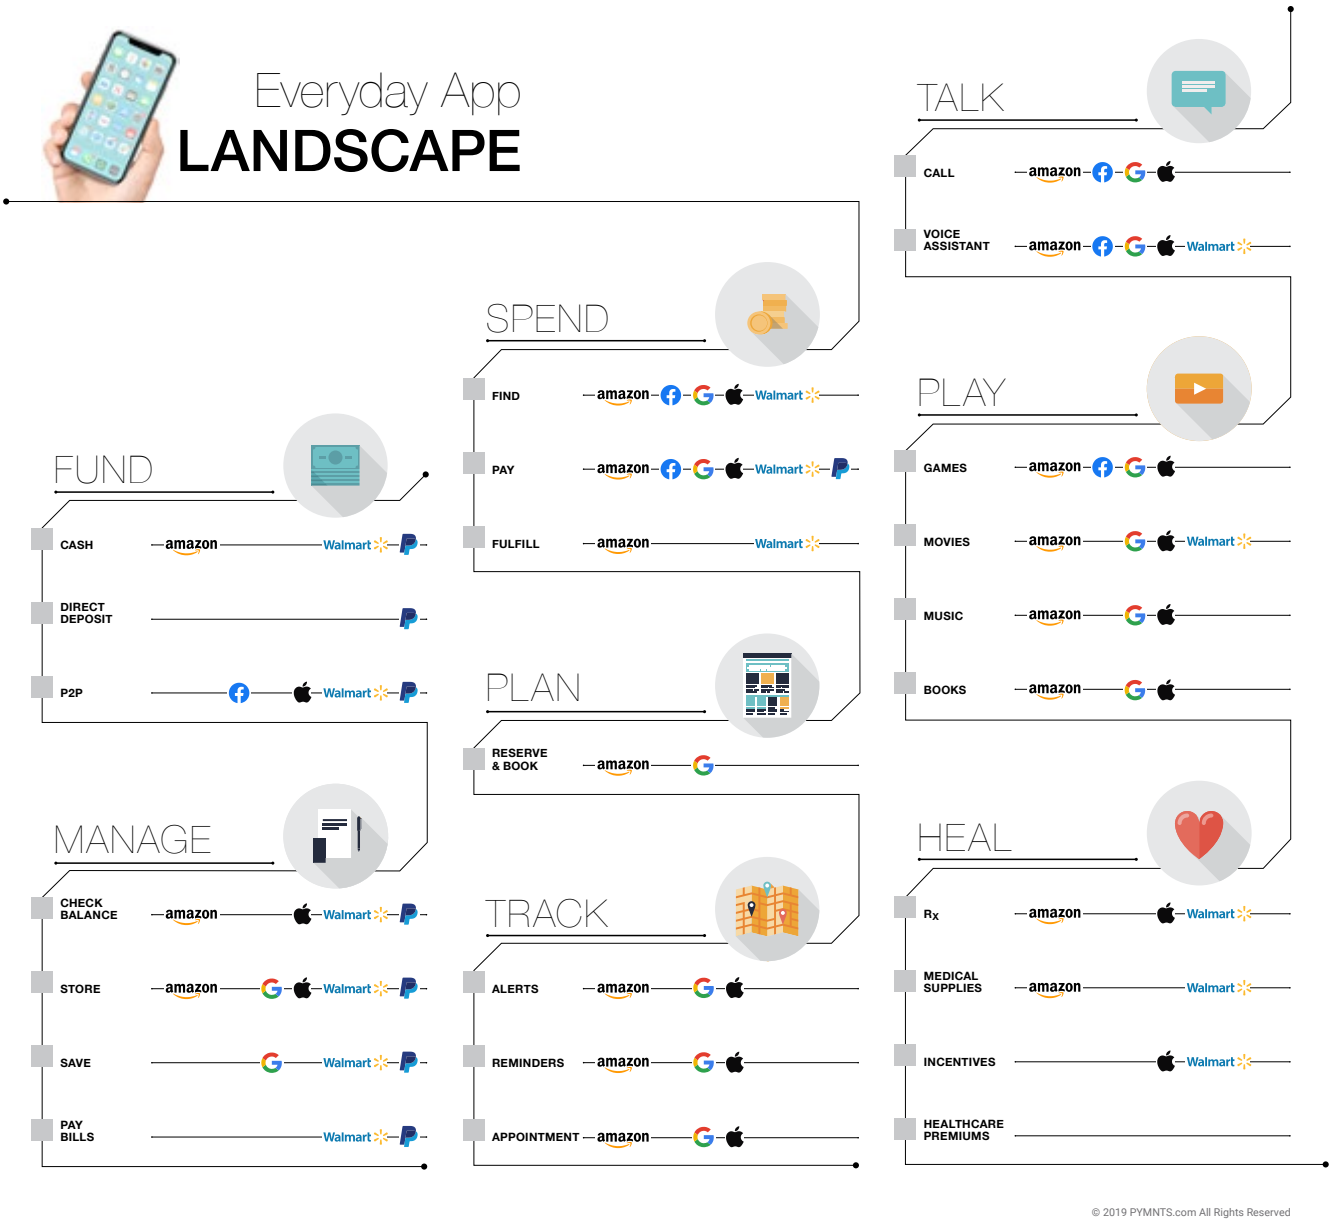 Everyday App
LANDSCAPE
FUND
CASH amazon Walmart
DIRECT
DEPOSIT
P2P Walmart
MANAGE
CHECK
BALANCE amazon Walmart
STORE amazon Walmart
SAVE Walmart
PAY
BILLS Walmart
SPEND
FIND amazon Walmart
PAY amazon Walmart
FULFILL amazon Walmart
PLAN
RESERVE
& BOOK amazon
TRACK
ALERTS amazon
REMINDERS amazon
APPOINTMENT amazon
TALK
CALL amazon
VOICE
ASSISTANT amazon Walmart
PLAY
GAMES amazon
MOVIES amazon Walmart
MUSIC amazon
BOOKS amazon
HEAL
Rx amazon Walmart
MEDICAL
SUPPLIES amazon Walmart
INCENTIVES Walmart
HEALTHCARE
PREMIUMS
© 2019 PYMNTS.com All Rights Reserved